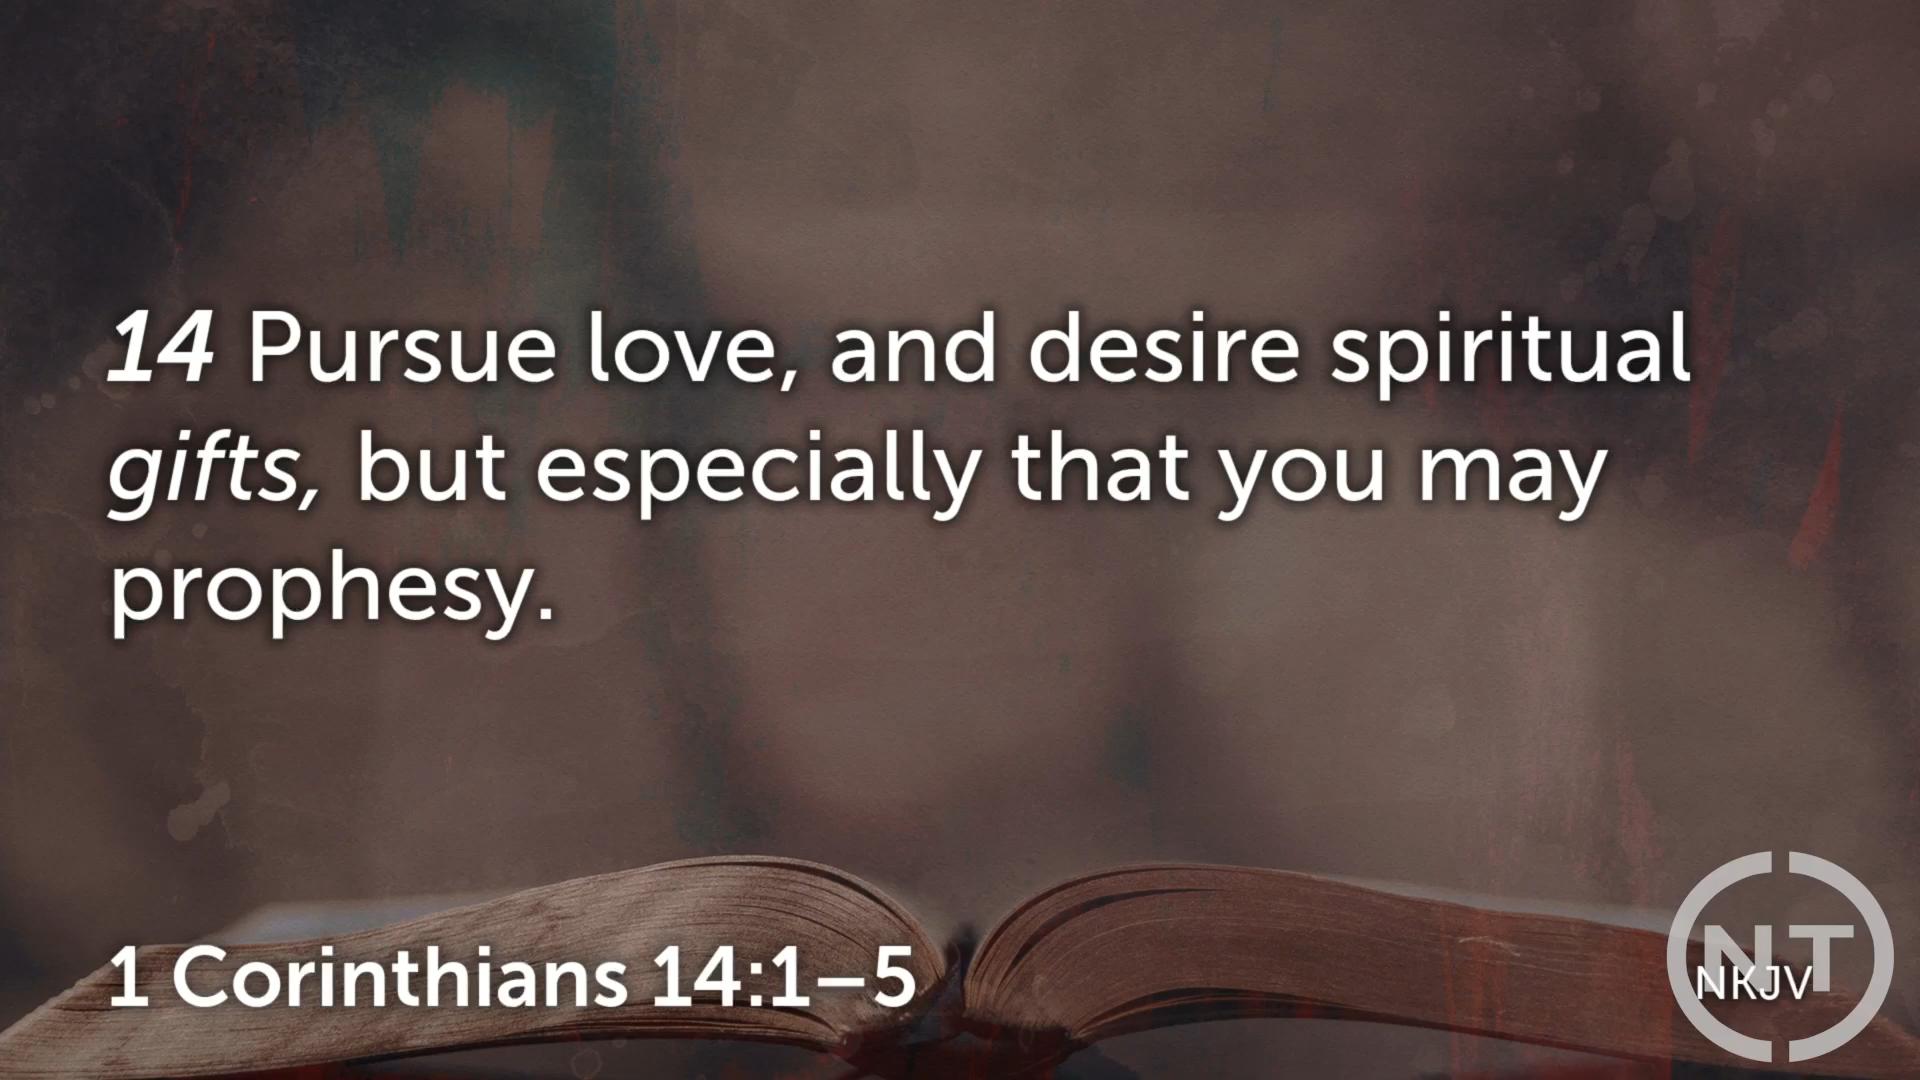 14 Pursue love, and desire spiritual
gifts, but especially that you may
prophesy.
1 Corinthians 14:1–5
NT
NKJV